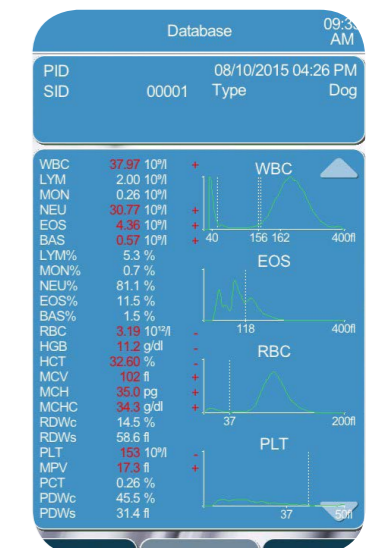 Database
09:33 AM
PID
08/10/2015 04:26 PM
SID 00001 Type Dog
WBC 37.97 10⁹/l +
LYM 2.00 10⁹/l
MON 0.26 10⁹/l
NEU 30.77 10⁹/l +
EOS 4.36 10⁹/l +
BAS 0.57 10⁹/l +
LYM% 5.3 %
MON% 0.7 %
NEU% 81.1 %
EOS% 11.5 %
BAS% 1.5 %
RBC 3.19 10¹²/l -
HGB 11.2 g/dl -
HCT 32.60 % -
MCV 102 fl +
MCH 35.0 pg +
MCHC 34.3 g/dl +
RDWc 14.5 %
RDWs 58.6 fl
PLT 153 10⁹/l -
MPV 17.3 fl +
PCT 0.26 %
PDWc 45.5 %
PDWs 31.4 fl
WBC
40 156 162 400fl
EOS
118 400fl
RBC
37 200fl
PLT
37 50fl